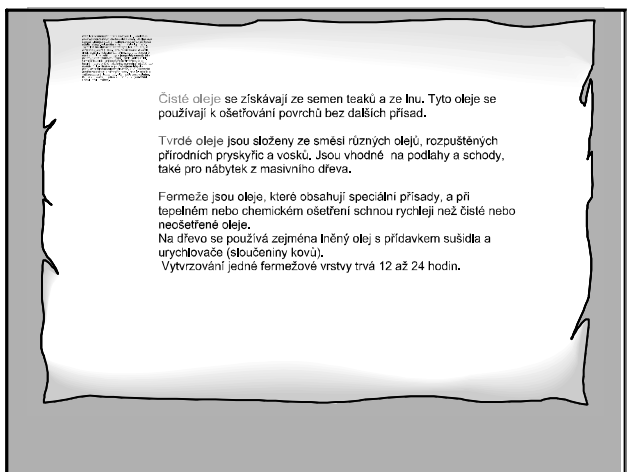 Čisté oleje se získávají ze semen teaků a ze lnu. Tyto oleje se
používají k ošetřování povrchů bez dalších přísad.
Tvrdé oleje jsou složeny ze směsi různých olejů, rozpuštěných
přírodních pryskyřic a vosků. Jsou vhodné na podlahy a schody,
také pro nábytek z masivního dřeva.
Fermeže jsou oleje, které obsahují speciální přísady, a při
tepelném nebo chemickém ošetření schnou rychleji než čisté nebo
neošetřené oleje.
Na dřevo se používá zejména lněný olej s přídavkem sušidla a
urychlovače (sloučeniny kovů).
Vytvrzování jedné fermežové vrstvy trvá 12 až 24 hodin.